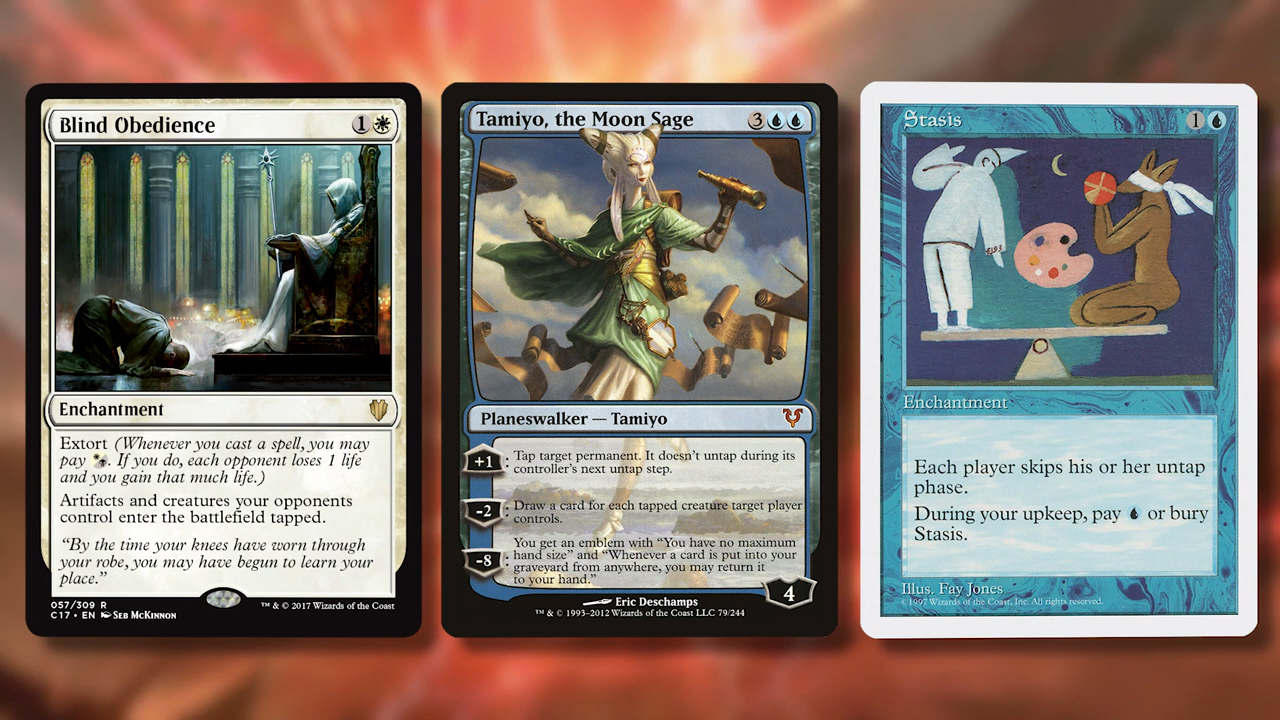 Blind Obedience 1
Enchantment
Extort (Whenever you cast a spell, you may
pay . If you do, each opponent loses 1 life
and you gain that much life.)
Artifacts and creatures your opponents
control enter the battlefield tapped.
“By the time your knees have worn through
your robe, you may have begun to learn your
place.”
057/309 R
C17 • EN Seb McKinnon
™ & © 2017 Wizards of the Coast
Tamiyo, the Moon Sage 3
Planeswalker — Tamiyo
+1: Tap target permanent. It doesn’t untap during its
controller’s next untap step.
-2: Draw a card for each tapped creature target player
controls.
You get an emblem with “You have no maximum
hand size” and “Whenever a card is put into your
-8: graveyard from anywhere, you may return it
to your hand.”
4
Eric Deschamps
™ & © 1993–2012 Wizards of the Coast LLC 79/244
Stasis 1
Enchantment
Each player skips his or her untap
phase.
During your upkeep, pay or bury
Stasis.
Illus. Fay Jones
©1997 Wizards of the Coast, Inc. All rights reserved.